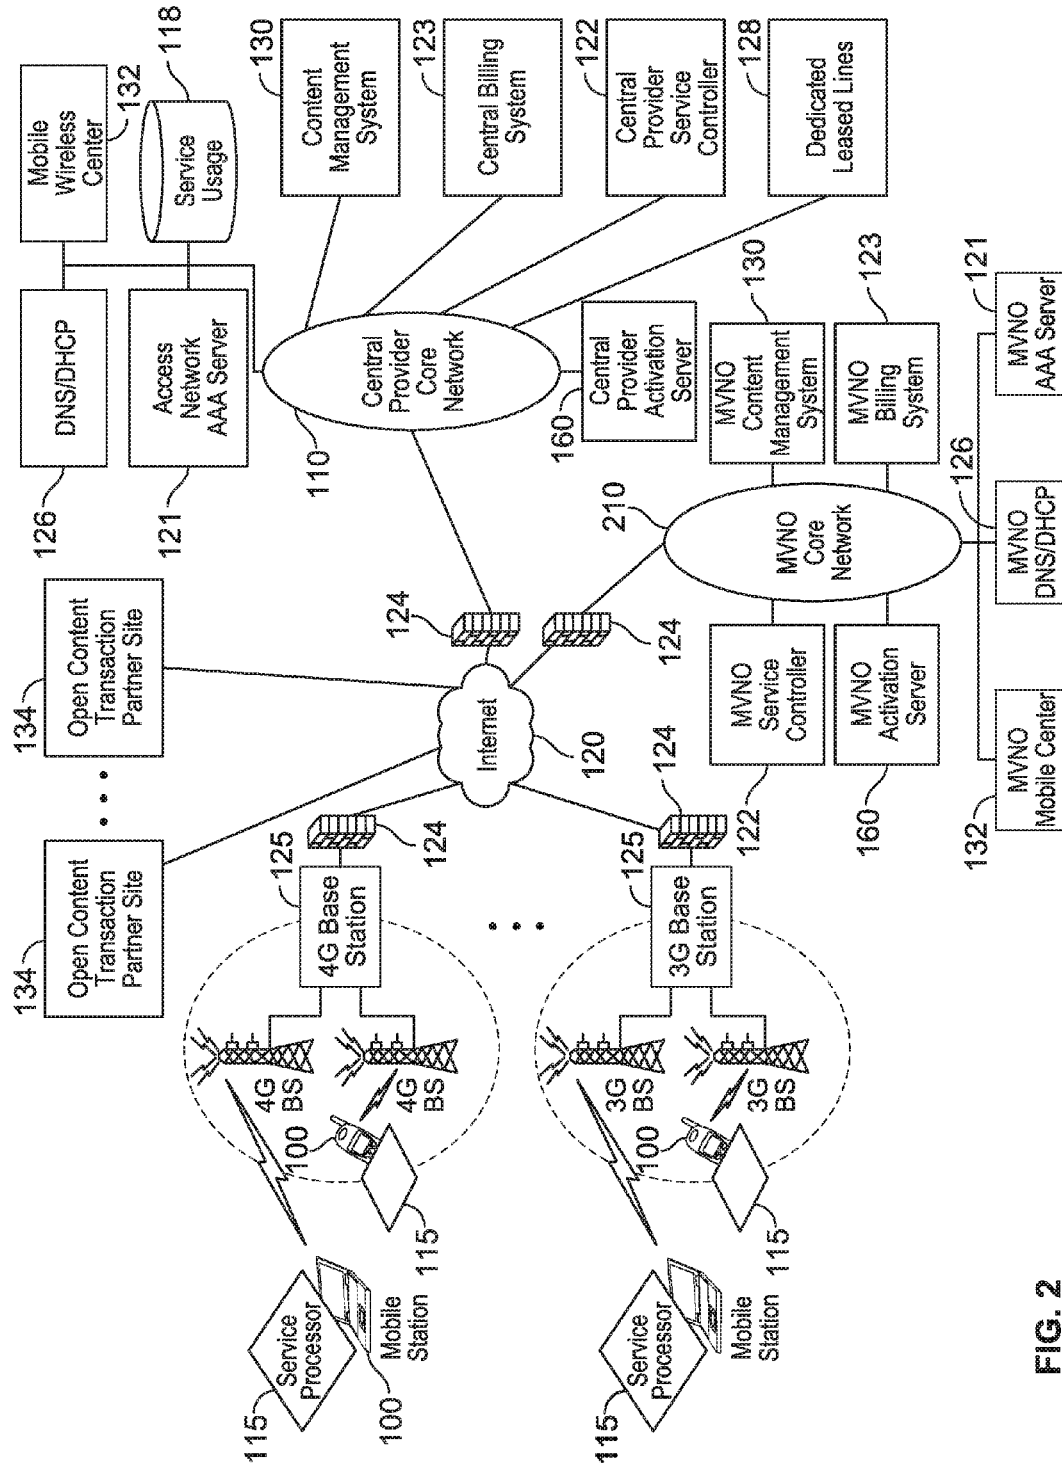 Mobile
Wireless
Center
132
118
Service
Usage
DNS/DHCP
126
Access
Network
AAA Server
121
130
Content
Management
System
123
Central Billing
System
122
Central
Provider
Service
Controller
128
Dedicated
Leased Lines
Central
Provider
Core
Network
110
Central
Provider
Activation
Server
160
134
Open Content
Transaction
Partner Site
134
Open Content
Transaction
Partner Site
124
124
Internet
120
210
MVNO
Core
Network
MVNO
Content
Management
System
130
MVNO
Billing
System
123
MVNO
Service
Controller
122
MVNO
Activation
Server
160
MVNO
AAA Server
121
MVNO
DNS/DHCP
126
MVNO
Mobile Center
132
124
125
4G Base
Station
4G
BS
4G
BS
100
115
Service
Processor
115
Mobile
Station
100
124
125
3G Base
Station
3G
BS
3G
BS
100
115
Service
Processor
115
Mobile
Station
FIG. 2